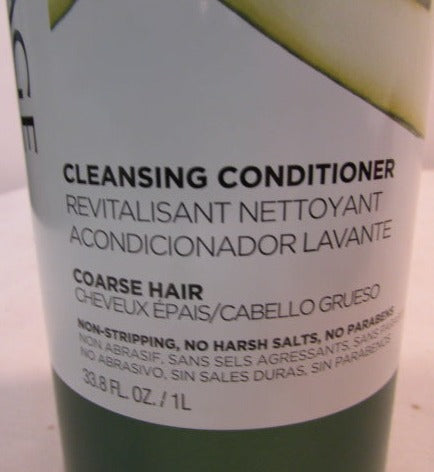 CLEANSING CONDITIONER
REVITALISANT NETTOYANT
ACONDICIONADOR LAVANTE
COARSE HAIR
CHEVEUX ÉPAIS/CABELLO GRUESO
NON-STRIPPING, NO HARSH SALTS, NO PARABENS
NON ABRASIF, SANS SELS AGRESSANTS, SANS
NO ABRASIVO, SIN SALES DURAS, SIN PARABENOS
33.8 FL. OZ. / 1L